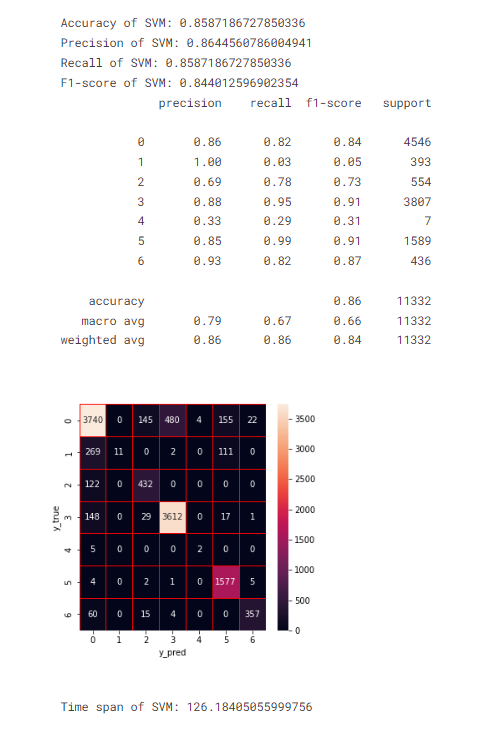 Accuracy of SVM: 0.8587186727850336
Precision of SVM: 0.8644560786004941
Recall of SVM: 0.8587186727850336
F1-score of SVM: 0.844012596902354
precision recall f1-score support
0 0.86 0.82 0.84 4546
1 1.00 0.03 0.05 393
2 0.69 0.78 0.73 554
3 0.88 0.95 0.91 3807
4 0.33 0.29 0.31 7
5 0.85 0.99 0.91 1589
6 0.93 0.82 0.87 436
accuracy 0.86 11332
macro avg 0.79 0.67 0.66 11332
weighted avg 0.86 0.86 0.84 11332
0 3740 0 145 480 4 155 22
1 269 11 0 2 0 111 0
2 122 0 432 0 0 0 0
3 148 0 29 3612 0 17 1
4 5 0 0 0 2 0 0
5 4 0 2 1 0 1577 5
6 60 0 15 4 0 0 357
0 1 2 3 4 5 6
y_pred
y_true
3500
3000
2500
2000
1500
1000
500
0
Time span of SVM: 126.18405055999756